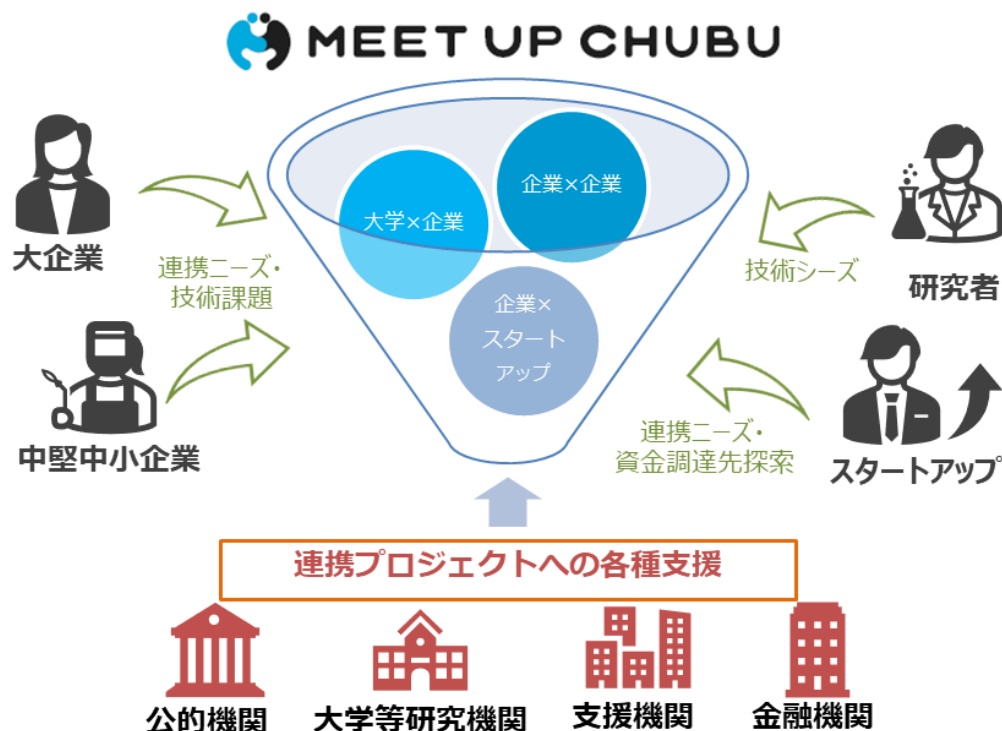 MEET UP CHUBU
大企業
連携ニーズ・
技術課題
中堅中小企業
大学×企業
企業×企業
企業×
スタート
アップ
技術シーズ
研究者
連携ニーズ・
資金調達先探索
スタートアップ
連携プロジェクトへの各種支援
公的機関
大学等研究機関
支援機関
金融機関